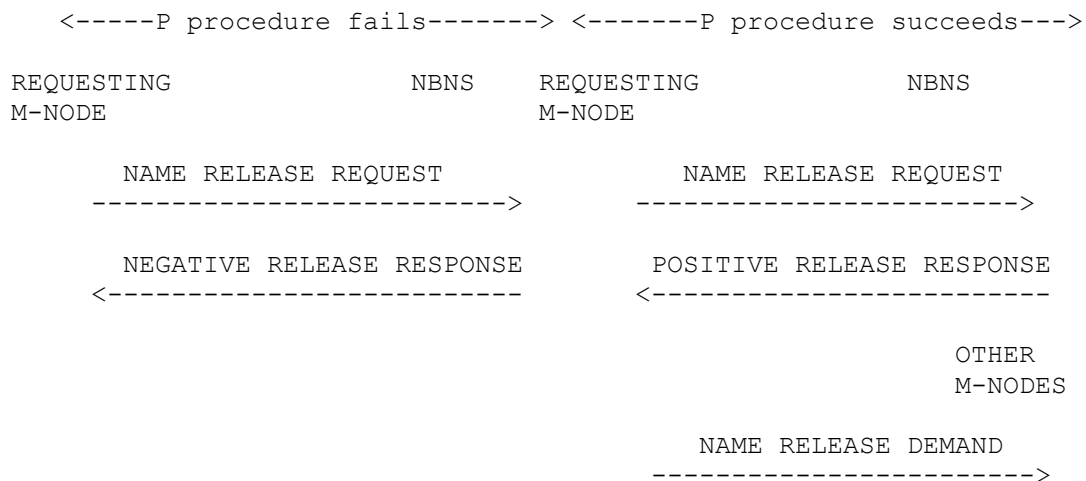 <-----P procedure fails-------> <-------P procedure succeeds--->
REQUESTING NBNS REQUESTING NBNS
M-NODE M-NODE
NAME RELEASE REQUEST NAME RELEASE REQUEST
--------------------------> ------------------------>
NEGATIVE RELEASE RESPONSE POSITIVE RELEASE RESPONSE
<-------------------------- <-------------------------
OTHER
M-NODES
NAME RELEASE DEMAND
------------------------>